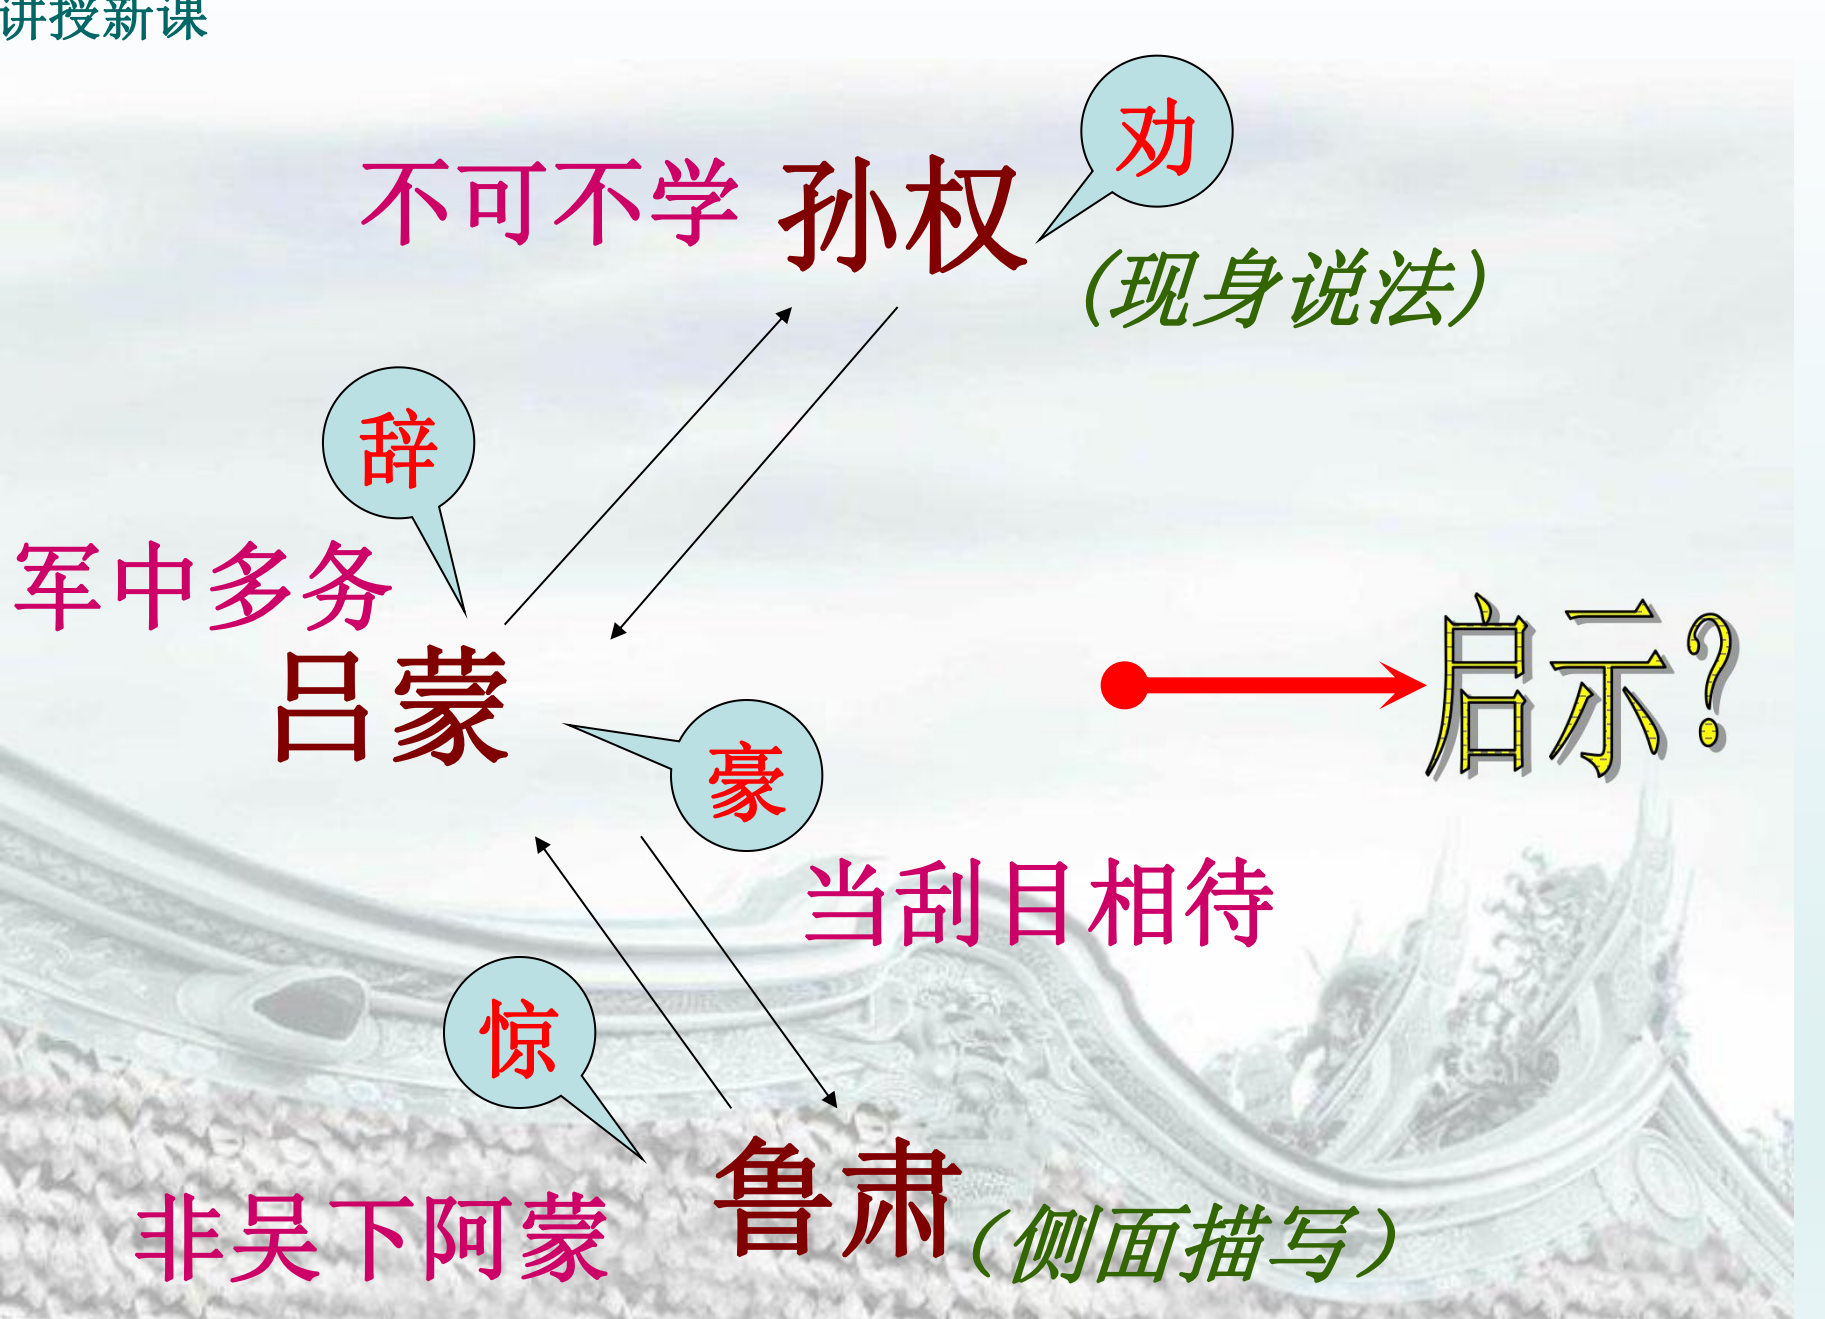 讲授新课
劝
不可不学 孙权
(现身说法)
辞
军中多务
吕蒙
启示?
豪
当刮目相待
惊
鲁肃
非吴下阿蒙
(侧面描写)